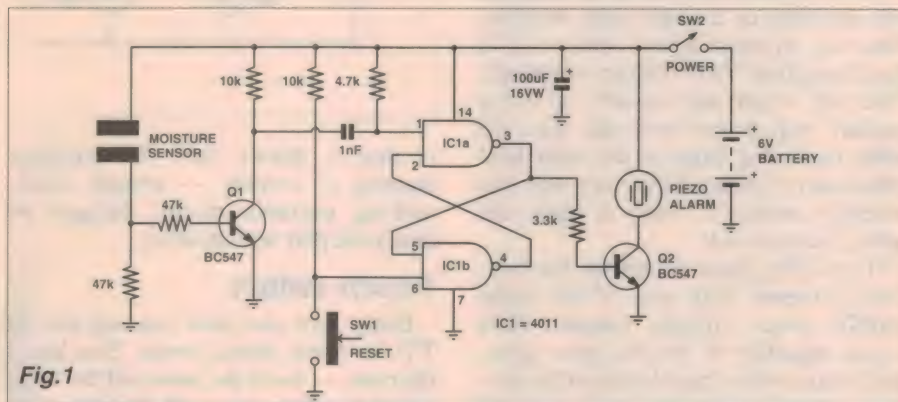 SW2
POWER
10k
10k
4.7k
100uF
16VW
+
14
MOISTURE
SENSOR
1nF
1
2
IC1a
3
6V
BATTERY
+
+
47k
Q1
PIEZO
ALARM
BC547
3.3k
47k
5
6
IC1b
4
Q2
BC547
7
SW1
RESET
IC1 = 4011
Fig.1